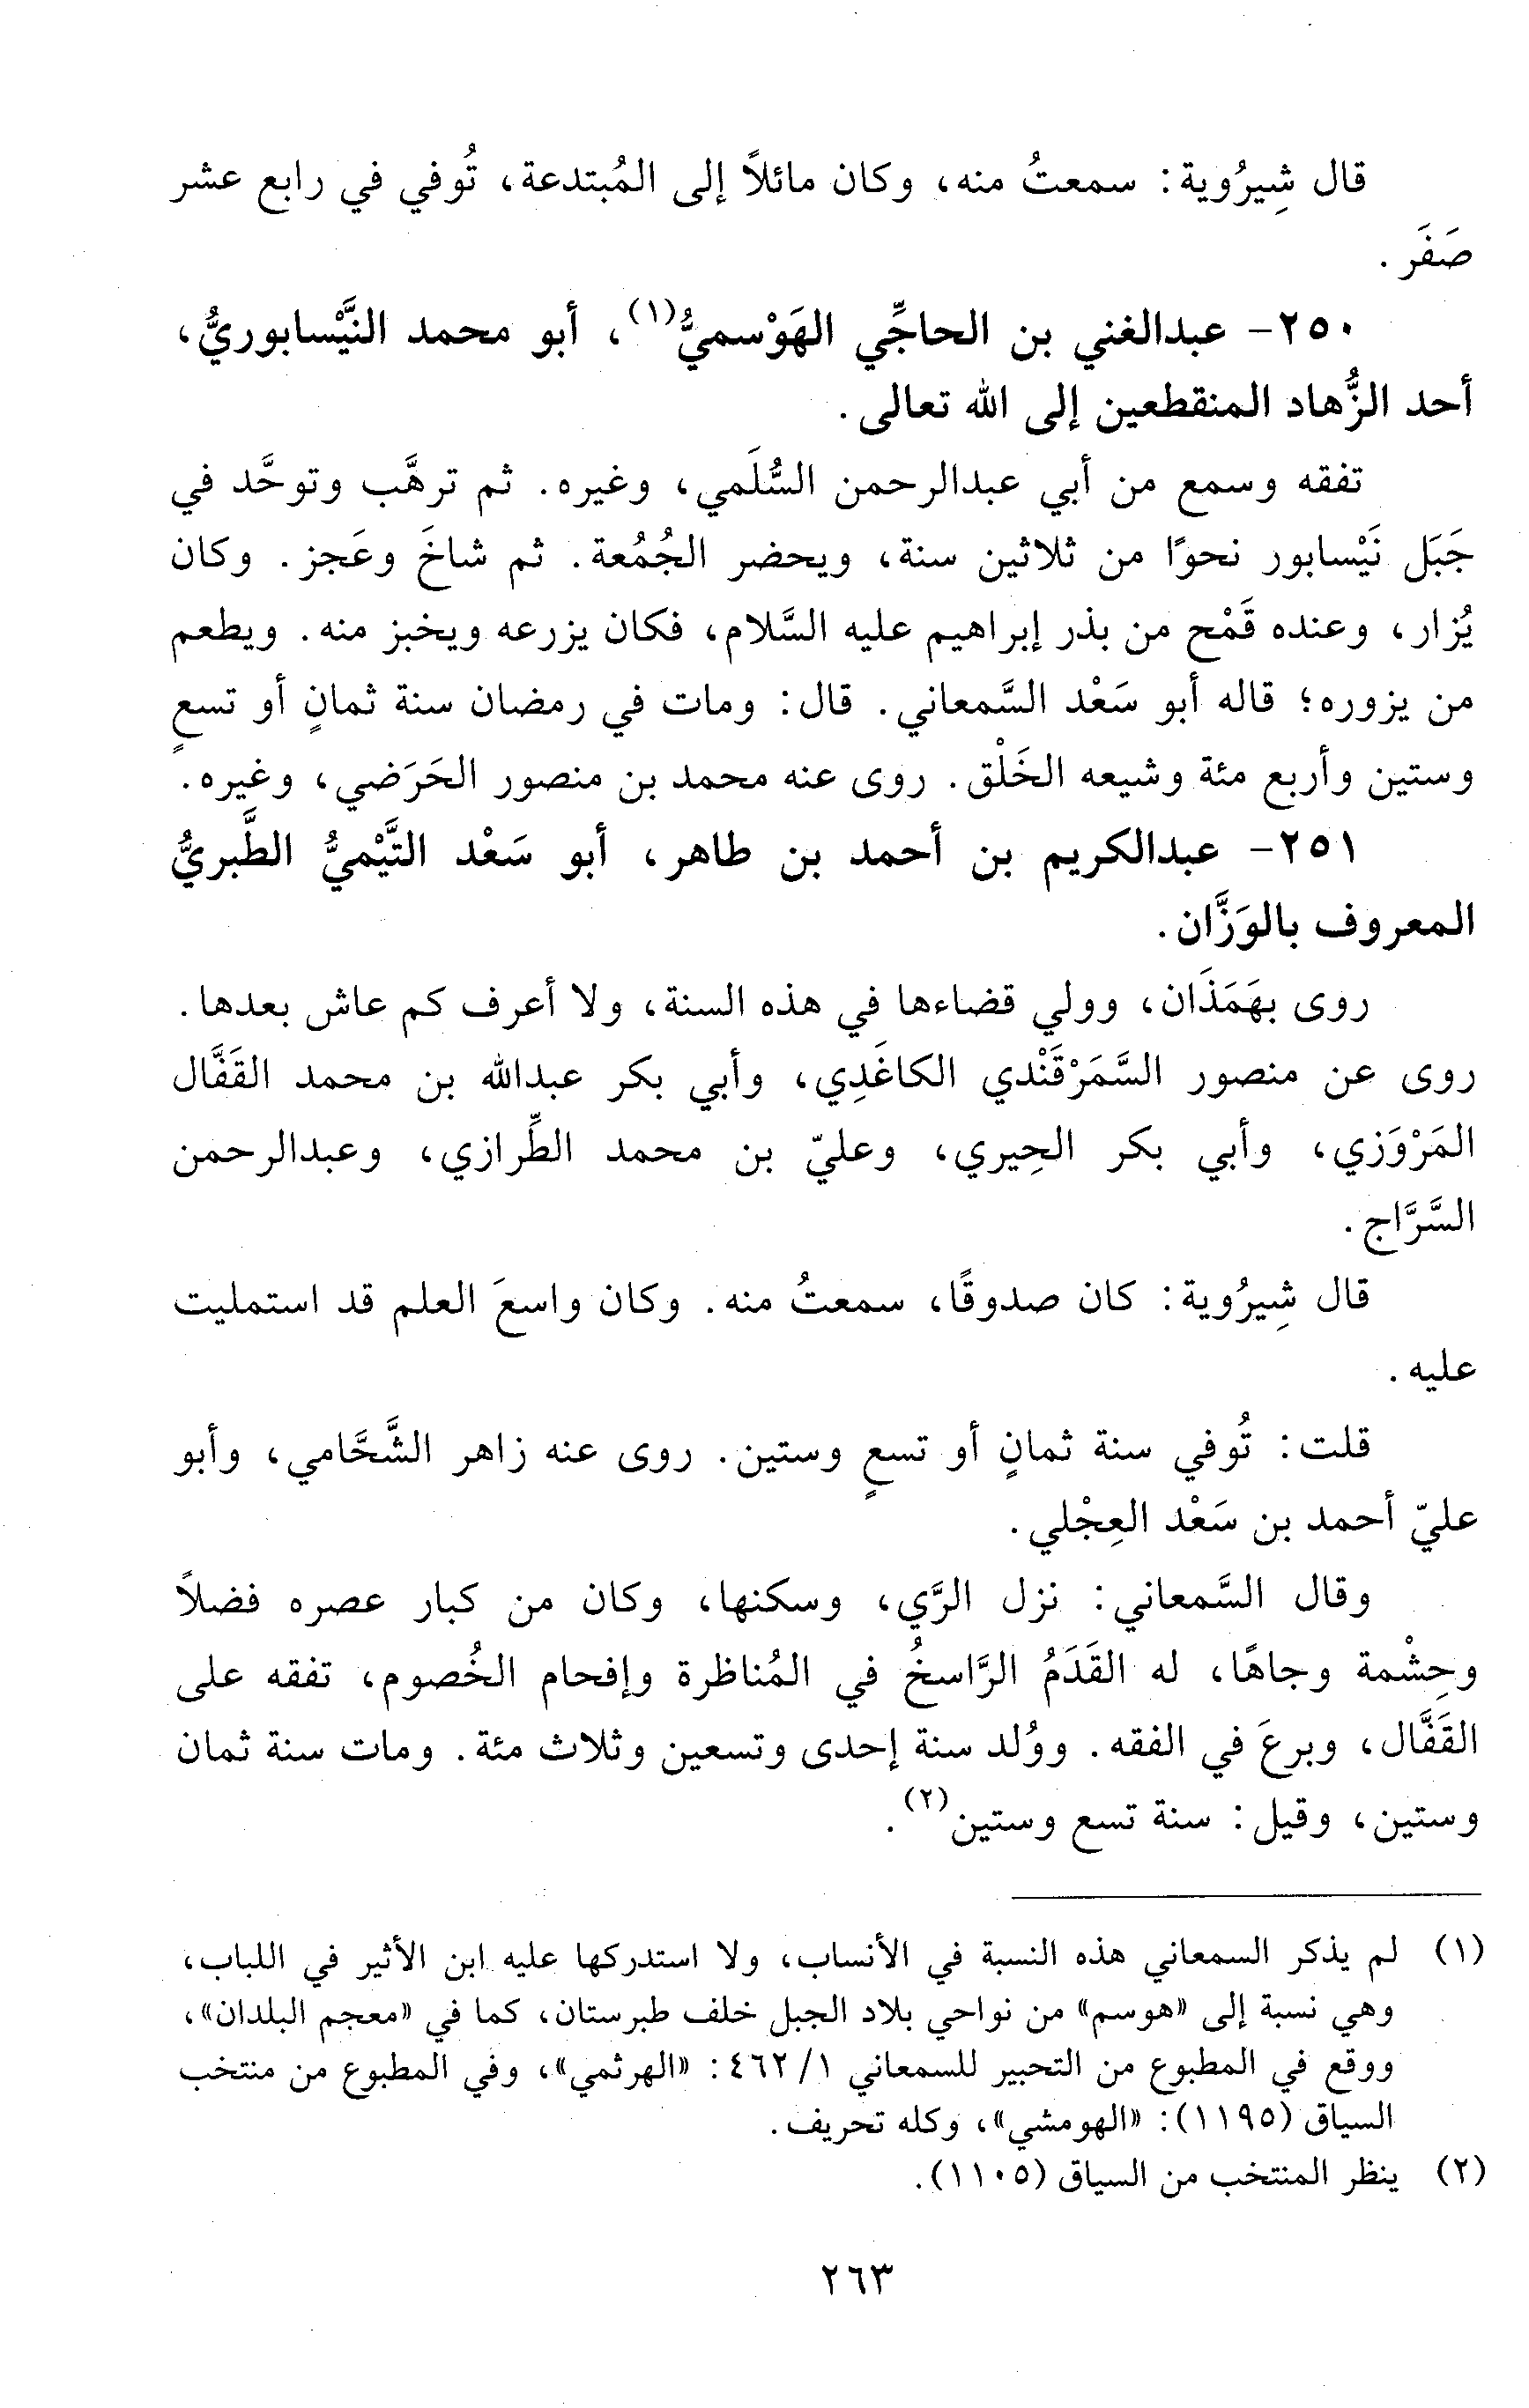 قال شِيرُوية: سمعتُ منه، وكان مائلاً إلى المُبتدعة، تُوفي في رابع عشر
صَفَر.
٢٥٠- عبدالغني بن الحاجِّي الهَوْسميُّ(١)، أبو محمد النَّيْسابوريُّ،
أحد الزُّهاد المنقطعين إلى الله تعالى.
تفقه وسمع من أبي عبدالرحمن السُّلَمي، وغيره. ثم ترهَّب وتوحَّد في
جَبَل نَيْسابور نحوًا من ثلاثين سنة، ويحضر الجُمُعة. ثم شاخَ وعَجز. وكان
يُزار، وعنده قَمْح من بذر إبراهيم عليه السَّلام، فكان يزرعه ويخبز منه. ويطعم
من يزوره؛ قاله أبو سَعْد السَّمعاني. قال: ومات في رمضان سنة ثمانٍ أو تسعٍ
وستين وأربع مئة وشيعه الخَلْق. روى عنه محمد بن منصور الحَرَضي، وغيره.
٢٥١- عبدالكريم بن أحمد بن طاهر، أبو سَعْد التَّيْميُّ الطَّبريُّ
المعروف بالوَزَّان.
روى بهَمَذَان، وولي قضاءها في هذه السنة، ولا أعرف كم عاش بعدها.
روى عن منصور السَّمَرْقَنْدي الكاغَدِي، وأبي بكر عبدالله بن محمد القَفَّال
المَرْوَزي، وأبي بكر الحِيري، وعليّ بن محمد الطِّرازي، وعبدالرحمن
السَّرَّاج.
قال شِيرُوية: كان صدوقًا، سمعتُ منه. وكان واسعَ العلم قد استمليت
عليه.
قلت: تُوفي سنة ثمانٍ أو تسعٍ وستين. روى عنه زاهر الشَّحَّامي، وأبو
عليّ أحمد بن سَعْد العِجْلي.
وقال السَّمعاني: نزل الرَّي، وسكنها، وكان من كبار عصره فضلاً
وحِشْمة وجاهًا، له القَدَمُ الرَّاسخُ في المُناظرة وإفحام الخُصوم، تفقه على
القَفَّال، وبرعَ في الفقه. ووُلد سنة إحدى وتسعين وثلاث مئة. ومات سنة ثمان
وستين، وقيل: سنة تسع وستين(٢).
(١) لم يذكر السمعاني هذه النسبة في الأنساب، ولا استدركها عليه ابن الأثير في اللباب،
وهي نسبة إلى «هوسم» من نواحي بلاد الجبل خلف طبرستان، كما في «معجم البلدان»،
ووقع في المطبوع من التحبير للسمعاني ١/ ٤٦٢: «الهرثمي»، وفي المطبوع من منتخب
السياق (١١٩٥): «الهومشي»، وكله تحريف.
(٢) ينظر المنتخب من السياق (١١٠٥).
٢٦٣